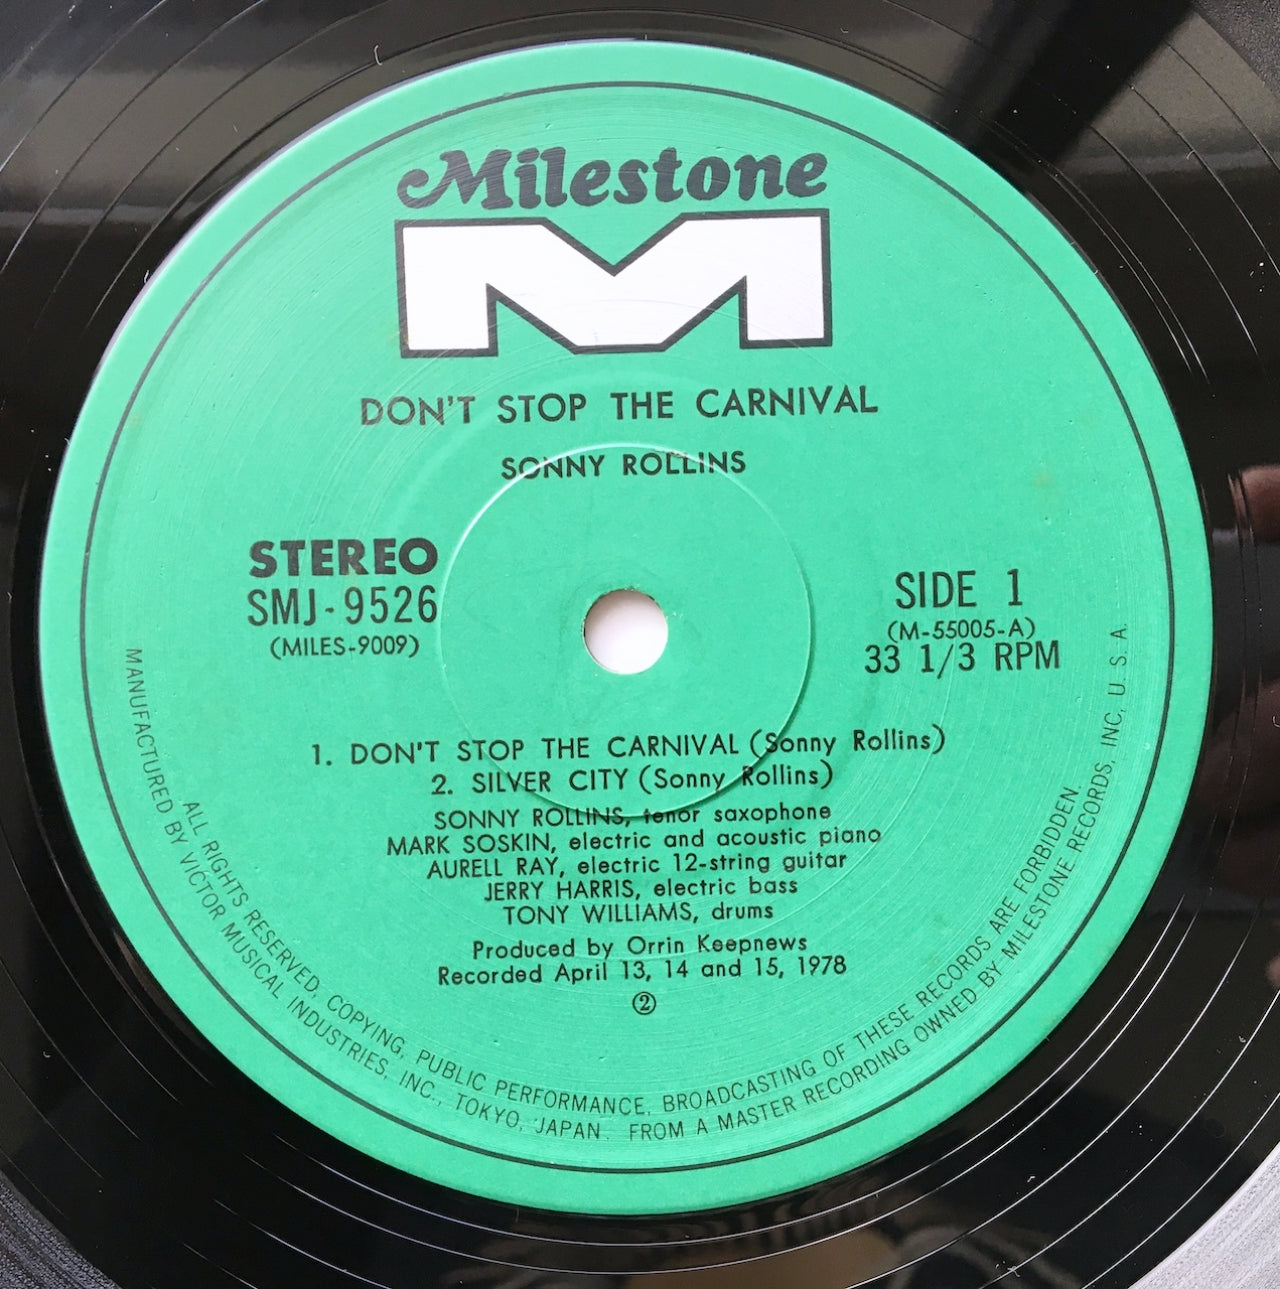 Milestone
DON'T STOP THE CARNIVAL
SONNY ROLLINS
STEREO
SMJ-9526
(MILES-9009)
SIDE 1
(M-55005-A)
33 1/3 RPM
1. DON'T STOP THE CARNIVAL (Sonny Rollins)
2. SILVER CITY (Sonny Rollins)
SONNY ROLLINS, tenor saxophone
MARK SOSKIN, electric and acoustic piano
AURELL RAY, electric 12-string guitar
JERRY HARRIS, electric bass
TONY WILLIAMS, drums
Produced by Orrin Keepnews
Recorded April 13, 14 and 15, 1978
②
ALL RIGHTS RESERVED, COPYING, PUBLIC PERFORMANCE, BROADCASTING OF THESE RECORDS ARE FORBIDDEN.
MANUFACTURED BY VICTOR MUSICAL INDUSTRIES, INC., TOKYO, JAPAN. FROM A MASTER RECORDING OWNED BY MILESTONE RECORDS, INC, U.S.A.